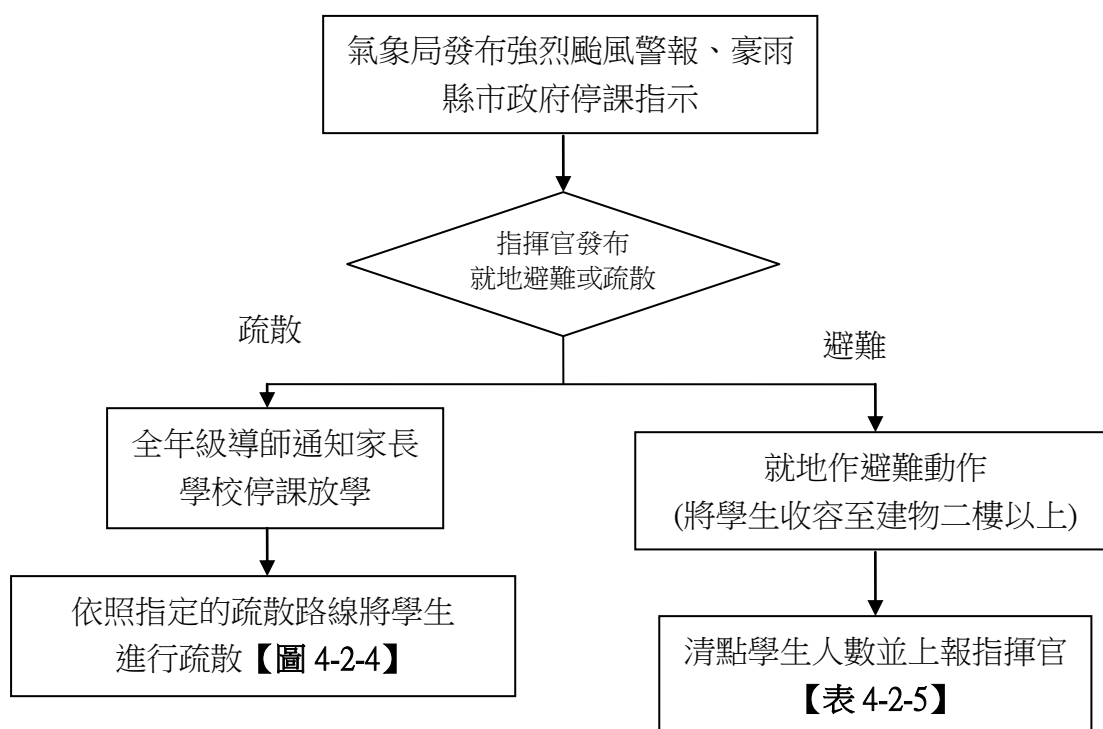 氣象局發布強烈颱風警報、豪雨
縣市政府停課指示
指揮官發布
就地避難或疏散
疏散
避難
全年級導師通知家長
學校停課放學
就地作避難動作
(將學生收容至建物二樓以上)
依照指定的疏散路線將學生
進行疏散【圖 4-2-4】
清點學生人數並上報指揮官
【表 4-2-5】